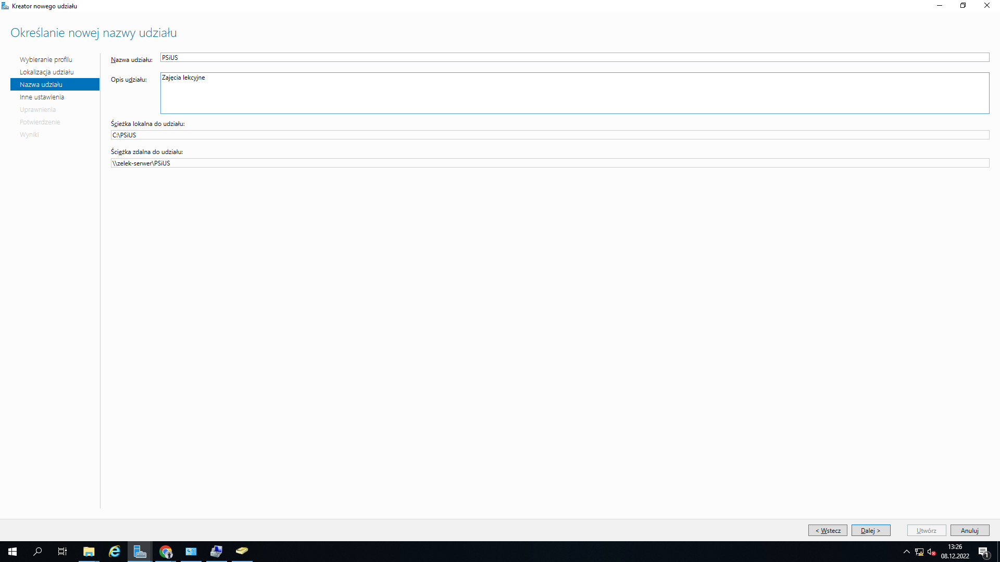 Kreator nowego udziału
Określanie nowej nazwy udziału
Wybieranie profilu
Lokalizacja udziału
Nazwa udziału
Inne ustawienia
Uprawnienia
Potwierdzenie
Wyniki
Nazwa udziału: PSiUS
Opis udziału: Zajęcia lekcyjne
Ścieżka lokalna do udziału:
C:\PSiUS
Ścieżka zdalna do udziału:
\\zelek-serwer\PSiUS
< Wstecz Dalej > Utwórz Anuluj
13:26
08.12.2022
1